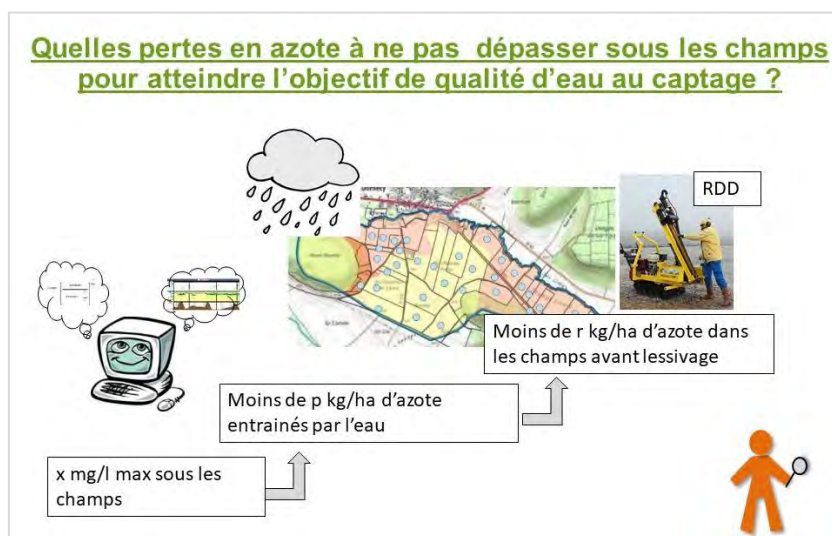 Quelles pertes en azote à ne pas dépasser sous les champs
pour atteindre l'objectif de qualité d'eau au captage ?
RDD
Moins de r kg/ha d'azote dans
les champs avant lessivage
Moins de p kg/ha d'azote
entrainés par l'eau
x mg/l max sous les
champs